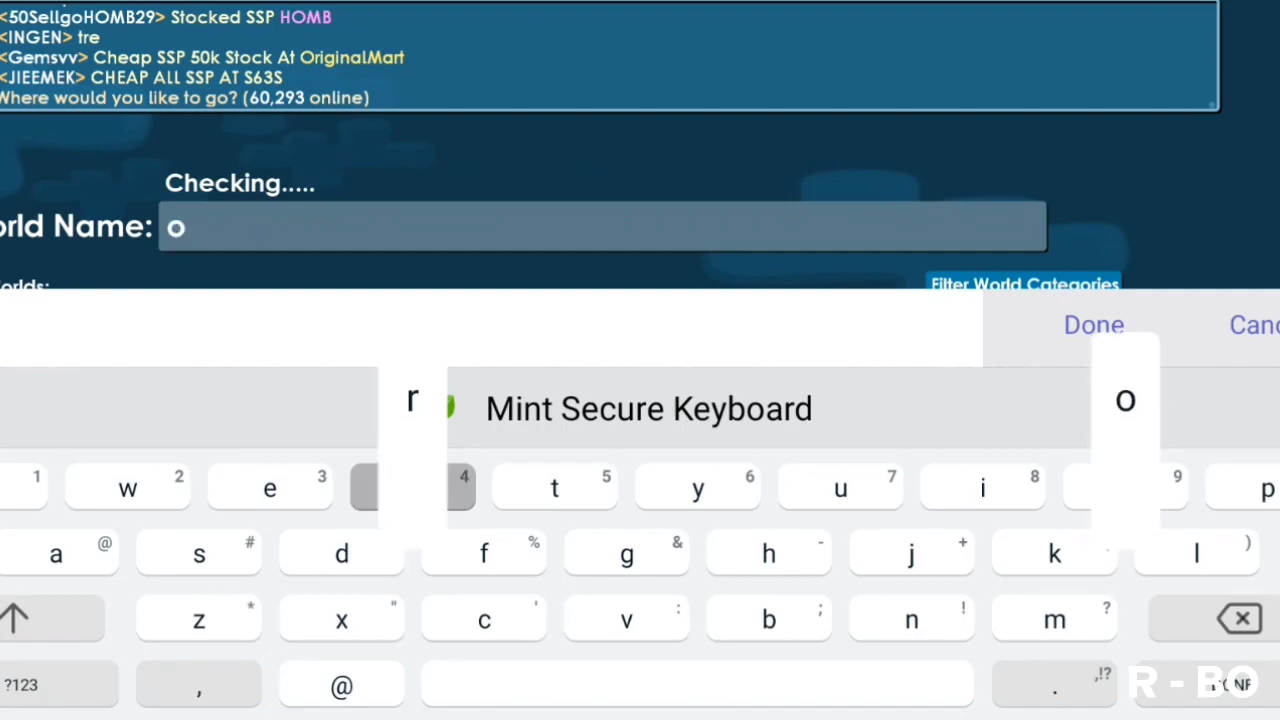 <50SellgoHOMB29> Stocked SSP HOMB
<INGEN> tre
<Gemsvv> Cheap SSP 50k Stock At OriginalMart
<JIEEMEK> CHEAP ALL SSP AT S63S
Where would you like to go? (60,293 online)
Checking.....
orld Name: o
orlds:
Filter World Categories
Done Canc
r o
Mint Secure Keyboard
1 w 2 e 3 4 t 5 y 6 u 7 i 8 9 p
a @ s # d f % g & h - j + k l )
z * x " c ' v : b ; n ! m ?
?123 , @ . ,!?
R - BO